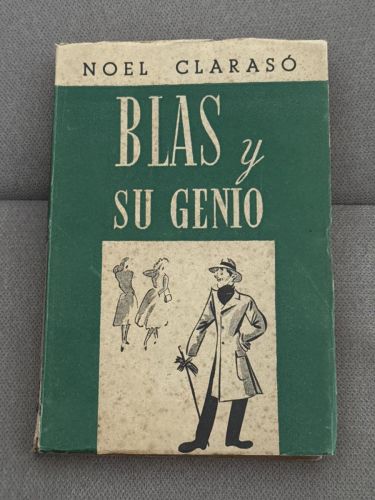 NOEL CLARASÓ
BLAS y
SU GENIO